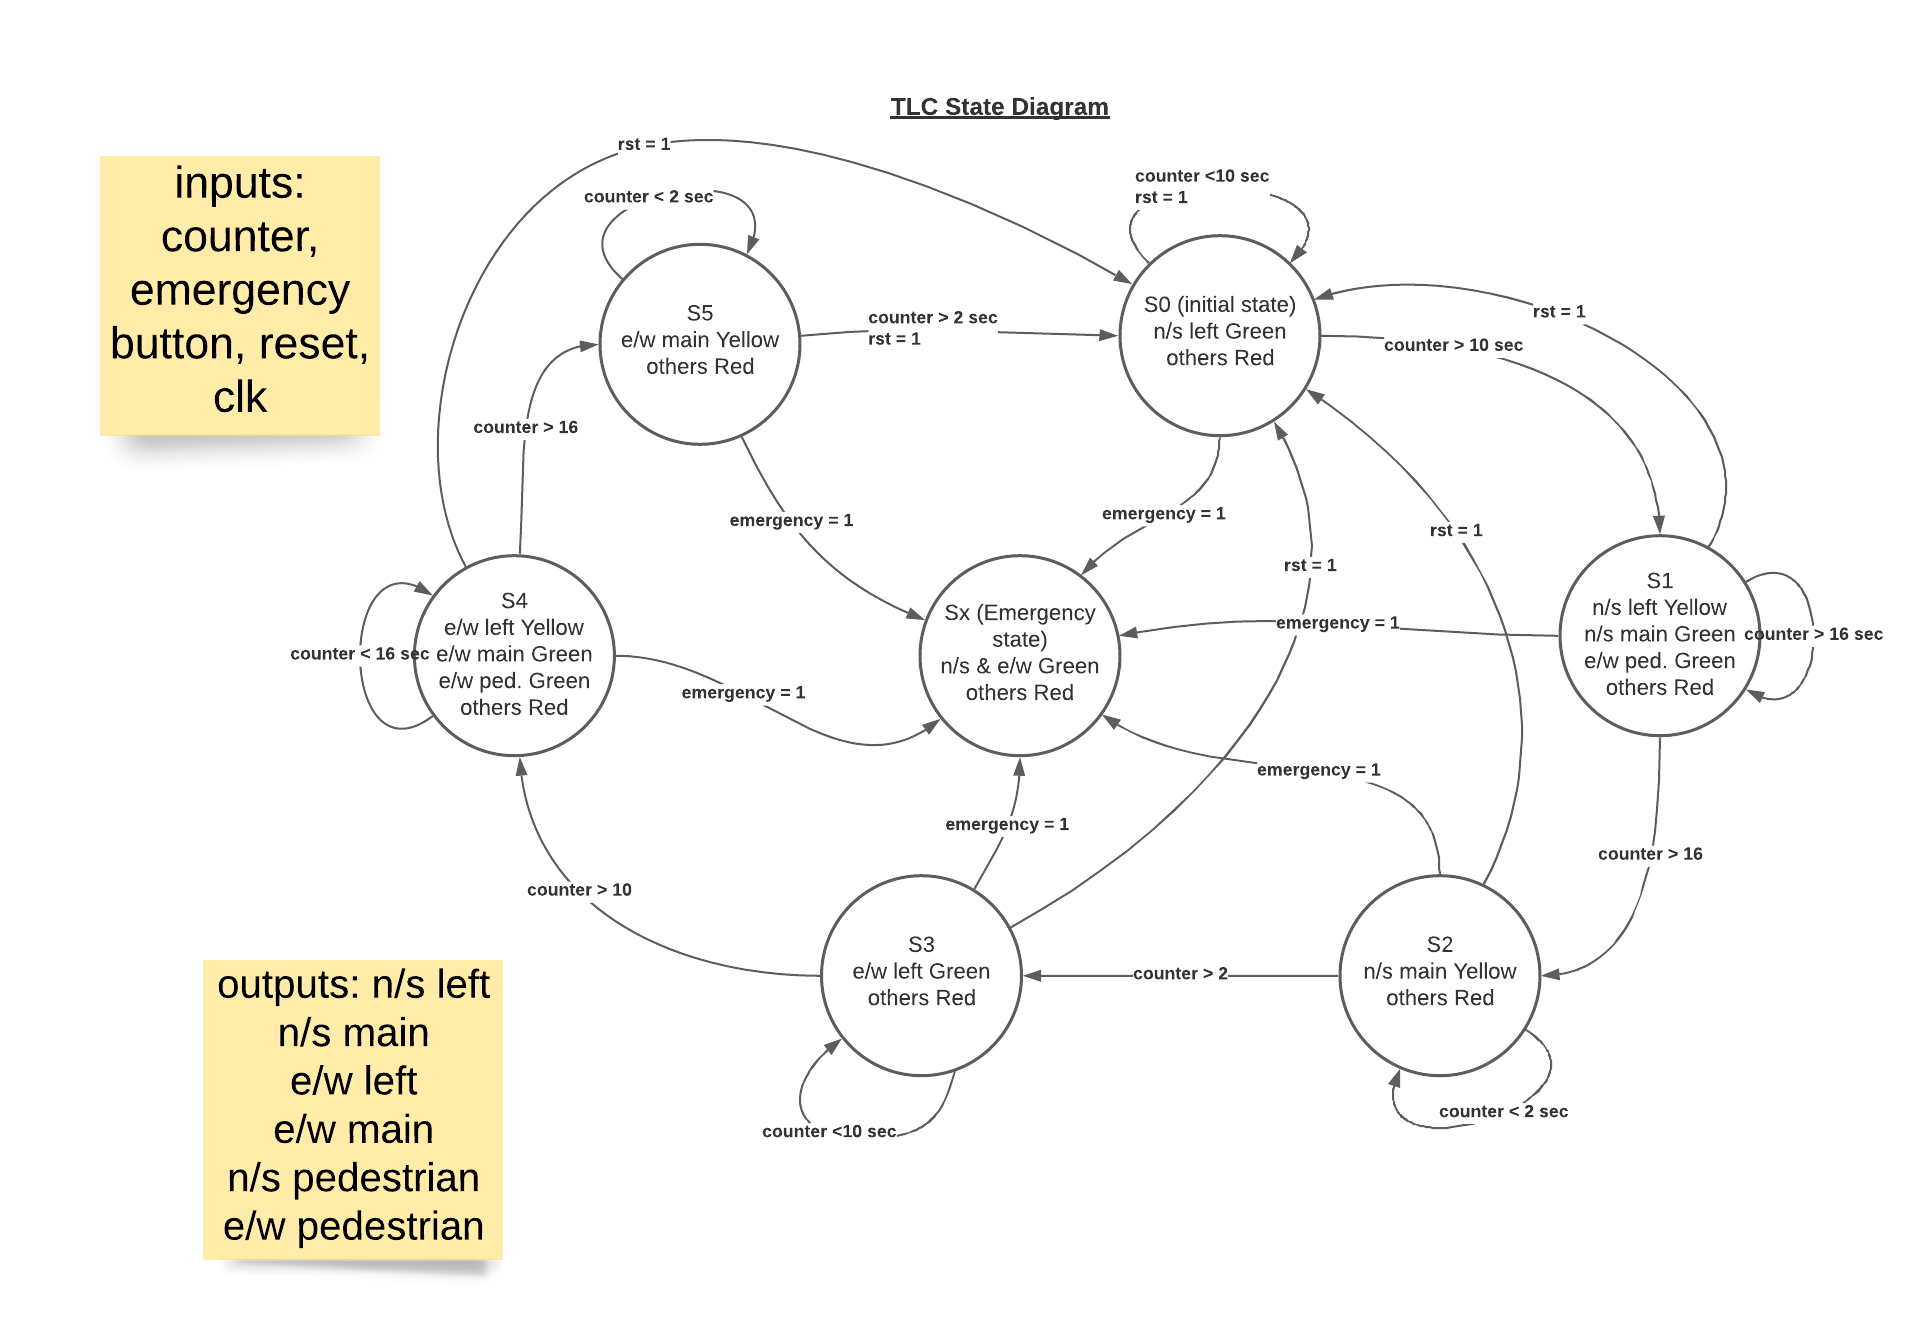 TLC State Diagram
inputs:
counter,
emergency
button, reset,
clk
rst = 1
counter < 2 sec
counter <10 sec
rst = 1
S5
e/w main Yellow
others Red
counter > 2 sec
rst = 1
S0 (initial state)
n/s left Green
others Red
rst = 1
counter > 10 sec
counter > 16
emergency = 1
emergency = 1
rst = 1
rst = 1
S4
e/w left Yellow
e/w main Green
e/w ped. Green
others Red
counter < 16 sec
emergency = 1
Sx (Emergency
state)
n/s & e/w Green
others Red
emergency = 1
S1
n/s left Yellow
n/s main Green
e/w ped. Green
others Red
counter > 16 sec
emergency = 1
emergency = 1
counter > 16
counter > 10
S3
e/w left Green
others Red
counter > 2
S2
n/s main Yellow
others Red
counter <10 sec
counter < 2 sec
outputs: n/s left
n/s main
e/w left
e/w main
n/s pedestrian
e/w pedestrian